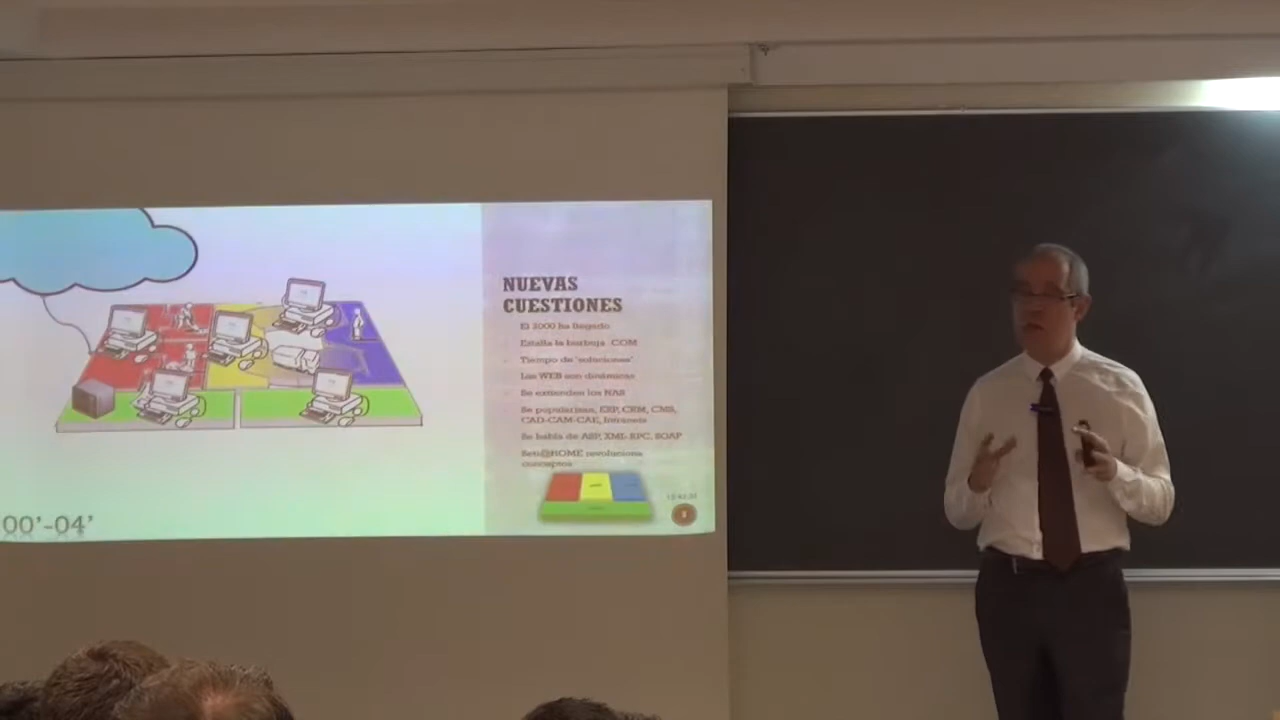 NUEVAS
CUESTIONES
El 2000 ha llegado
Estalla la burbuja .COM
Tiempo de 'soluciones'
Las WEB son dinámicas
Se extienden los NAS
Se popularizan, ERP, CRM, CMS,
CAD-CAM-CAE, Intranets
Se habla de ASP, XML-RPC, SOAP
Seti@HOME revoluciona
conceptos
00'-04'